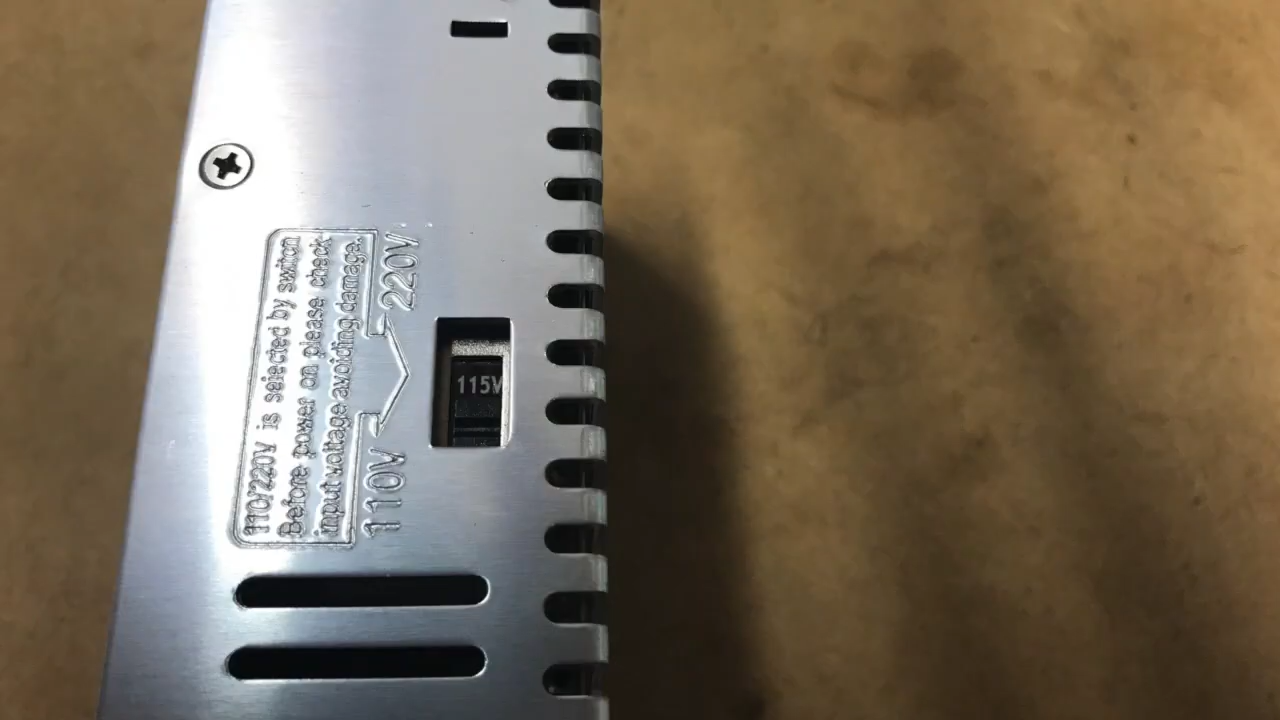 110/220V is selected by switch
Before power on please check
input voltage avoiding damage.
110V
220V
115V